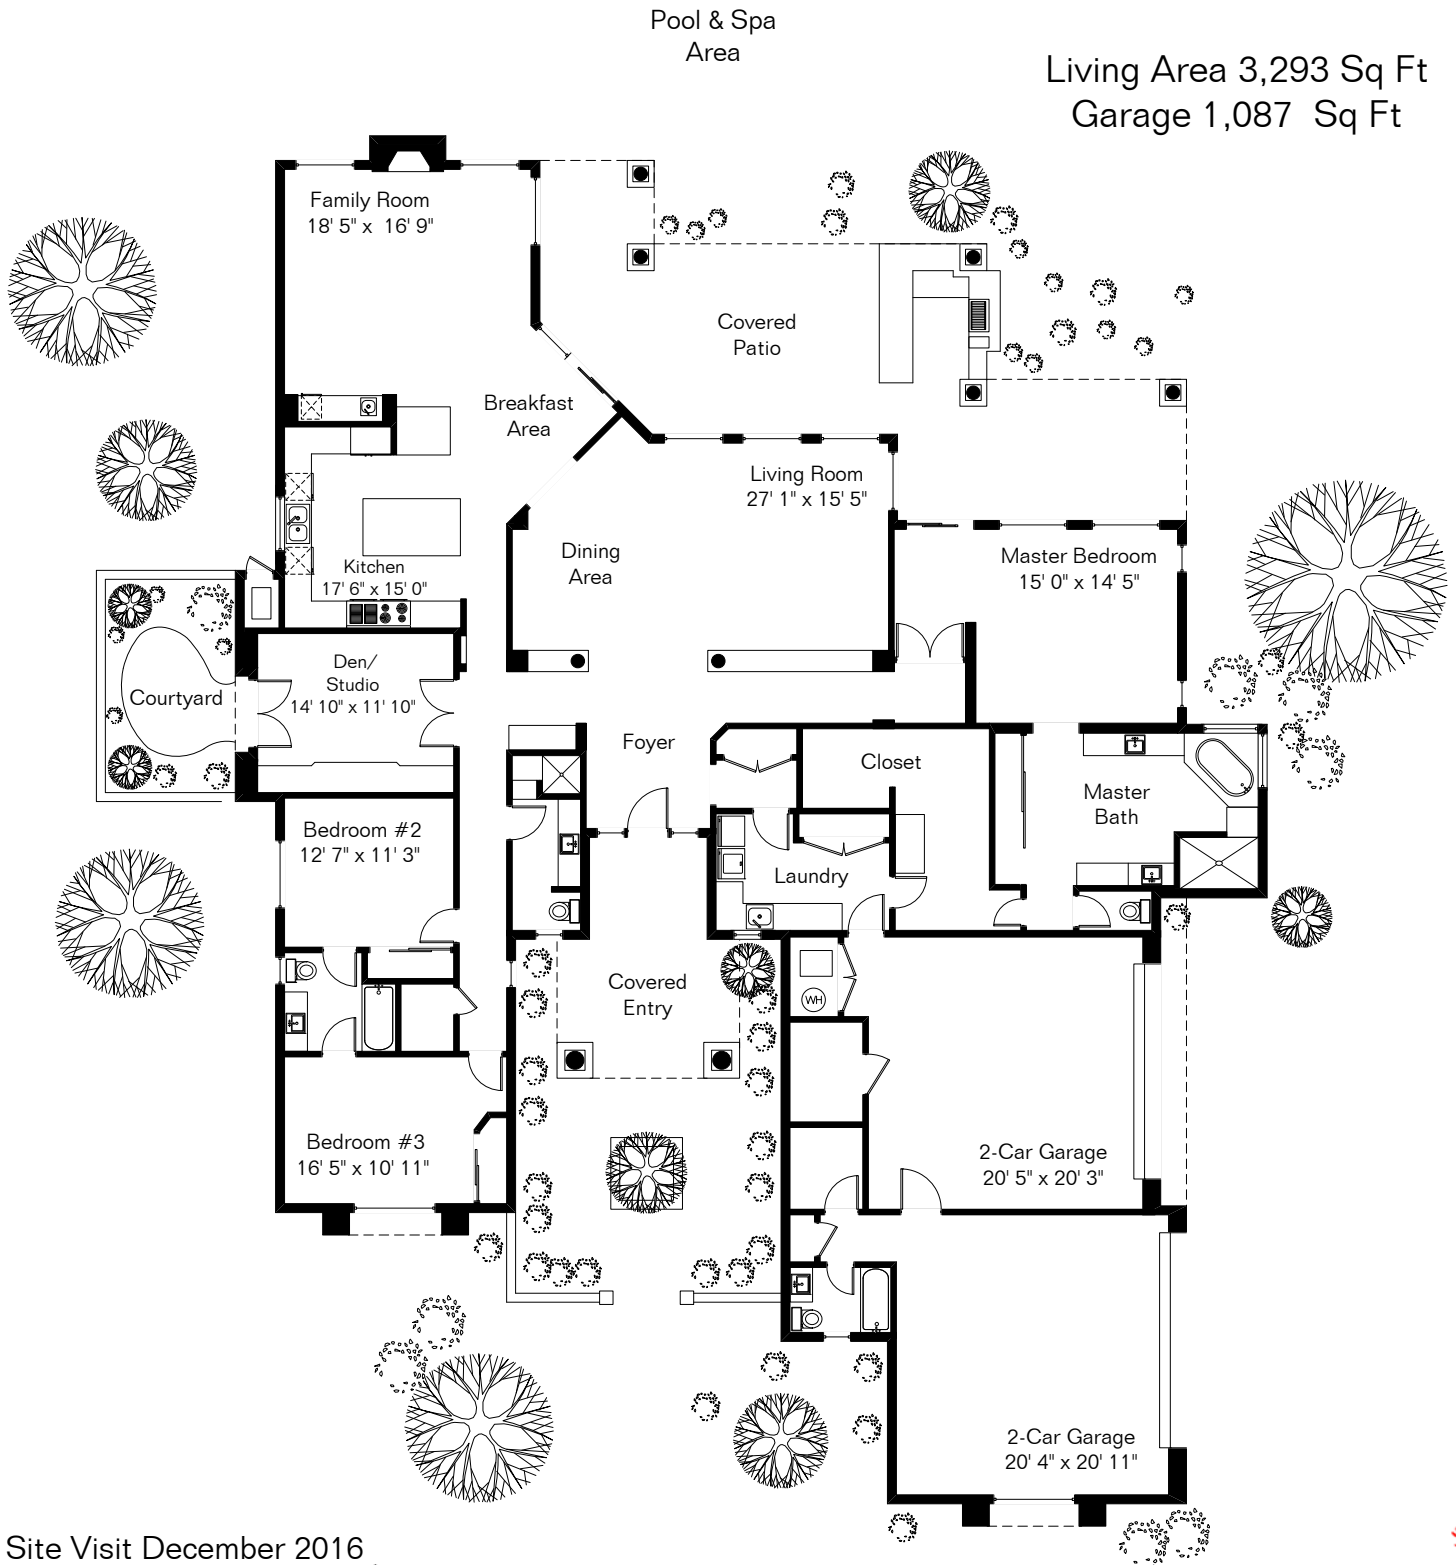 Pool & Spa
Area
Living Area 3,293 Sq Ft
Garage 1,087 Sq Ft
Family Room
18' 5" x 16' 9"
Covered
Patio
Breakfast
Area
Living Room
27' 1" x 15' 5"
Dining
Area
Master Bedroom
15' 0" x 14' 5"
Kitchen
17' 6" x 15' 0"
Den/
Studio
14' 10" x 11' 10"
Courtyard
Foyer
Closet
Master
Bath
Bedroom #2
12' 7" x 11' 3"
Laundry
Covered
Entry
WH
Bedroom #3
16' 5" x 10' 11"
2-Car Garage
20' 5" x 20' 3"
2-Car Garage
20' 4" x 20' 11"
Site Visit December 2016